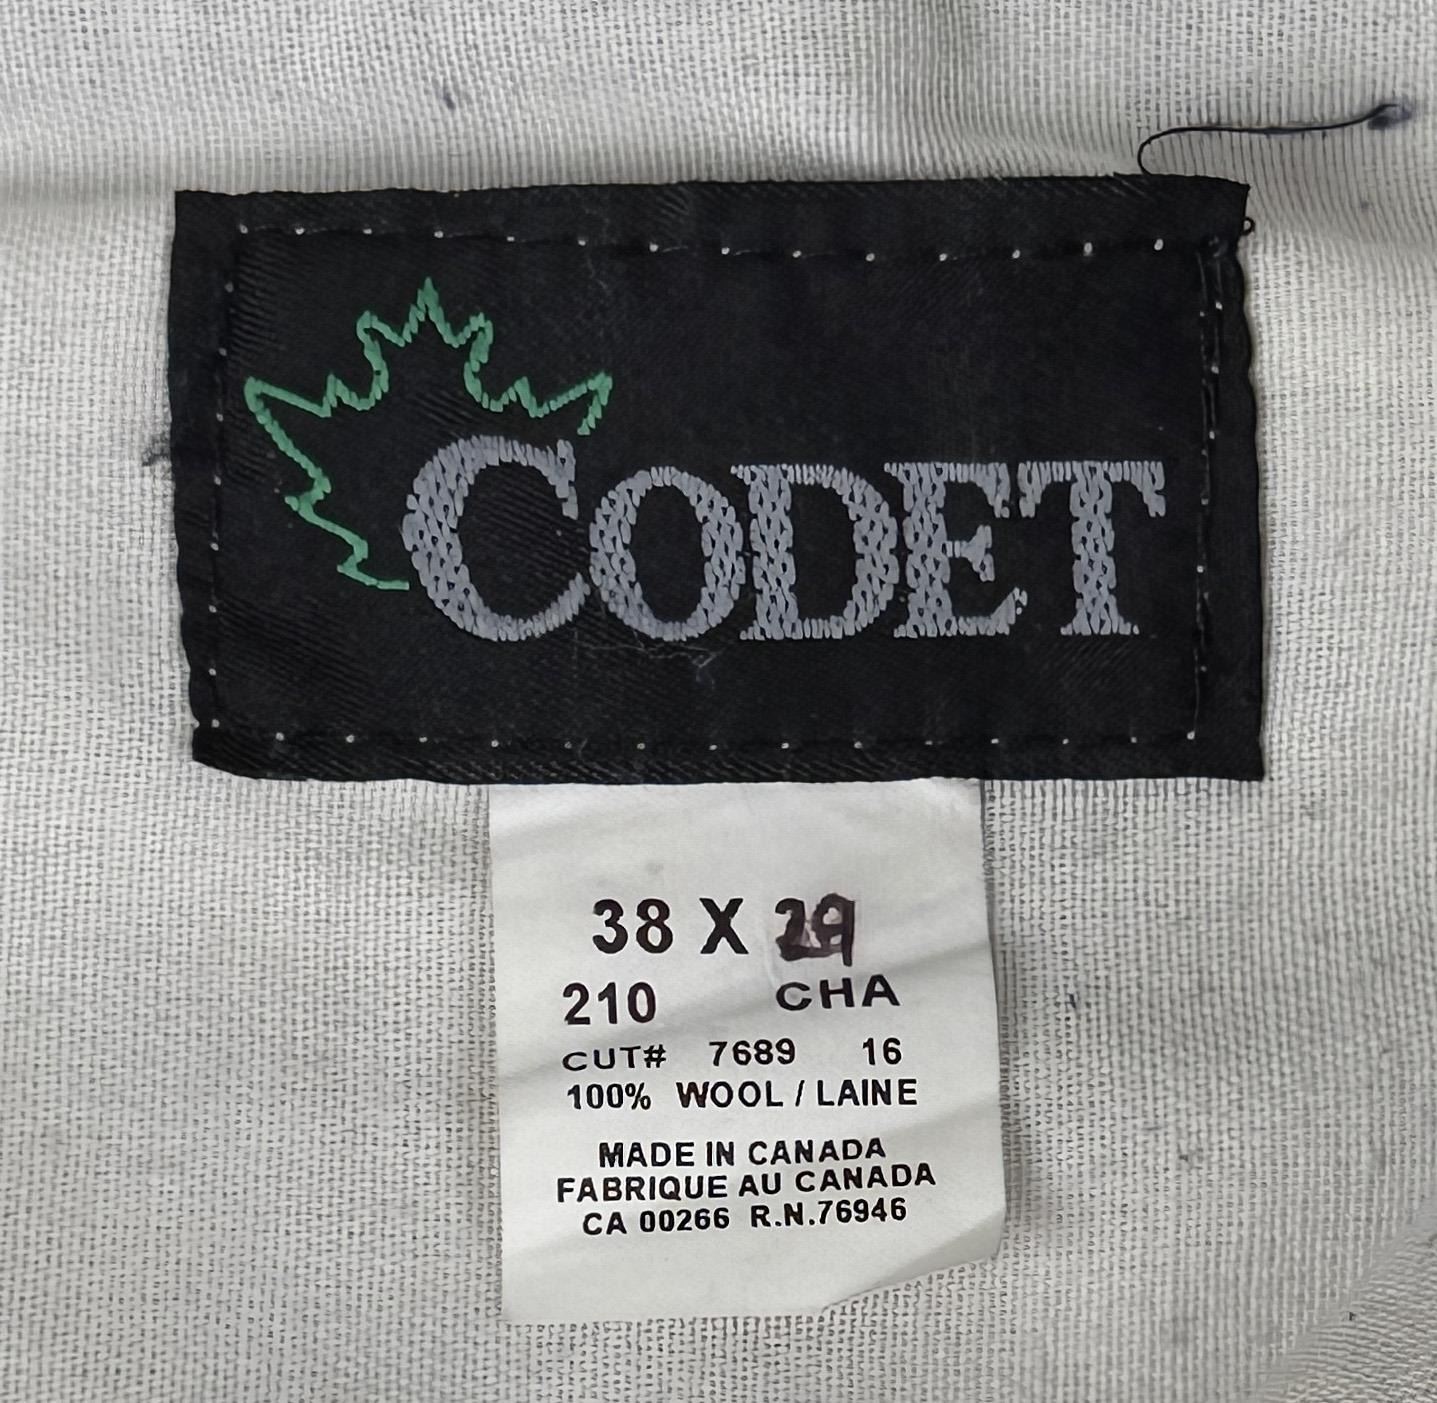 CODET
38 X 29
210 CHA
CUT# 7689 16
100% WOOL / LAINE
MADE IN CANADA
FABRIQUE AU CANADA
CA 00266 R.N.76946